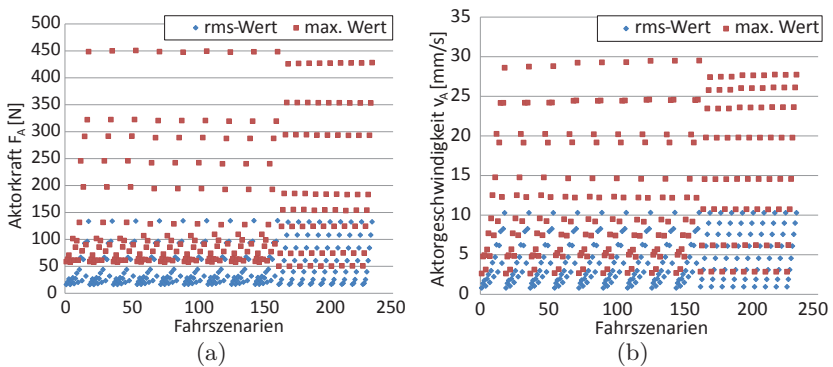 rms-Wert max. Wert
Aktorkraft F_A [N]
500
450
400
350
300
250
200
150
100
50
0
0 50 100 150 200 250
Fahrszenarien
(a)
rms-Wert max. Wert
Aktorgeschwindigkeit v_A [mm/s]
35
30
25
20
15
10
5
0
0 50 100 150 200 250
Fahrszenarien
(b)